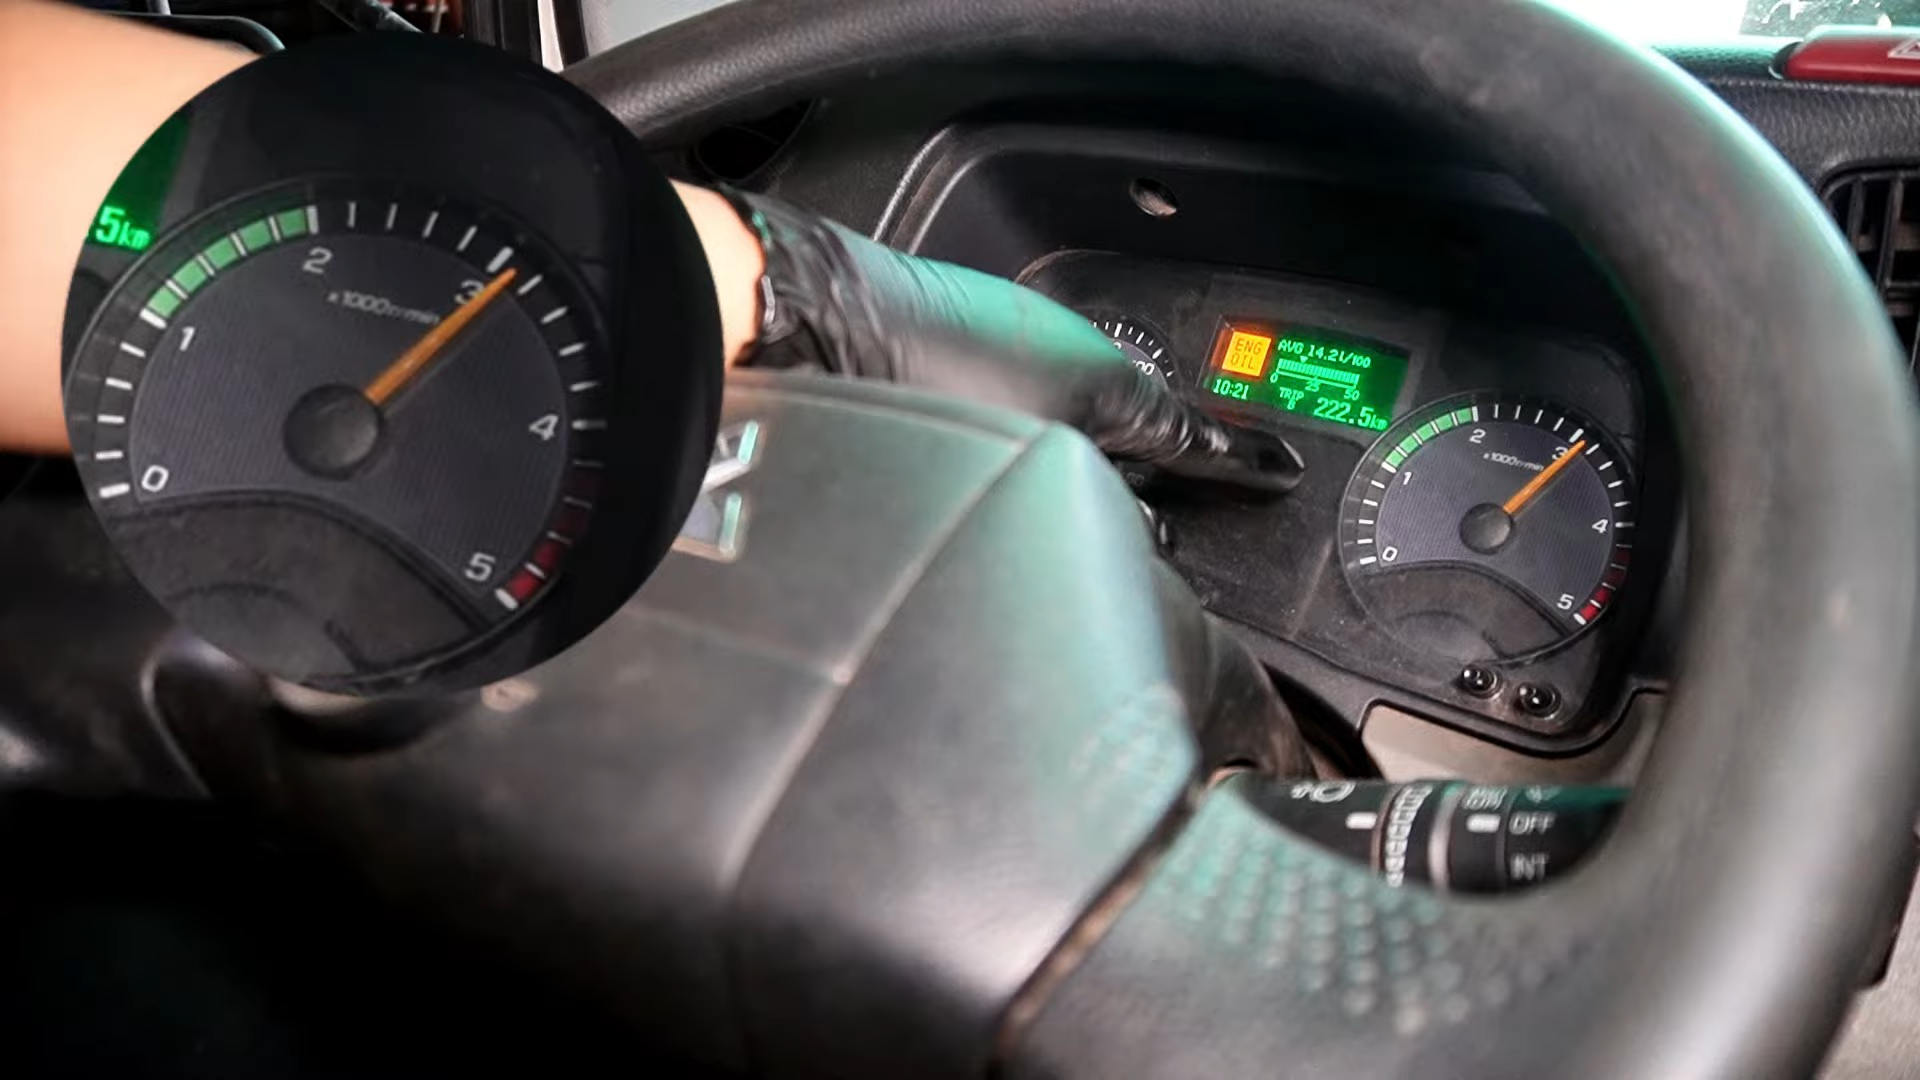 .5km
0
1
2
3
4
5
x1000r/min
ENG
OIL
AVG 14.2l/100
0 25 50
10:21
TRIP
B
222.5km
0
1
2
3
4
5
x1000r/min
OFF
INT